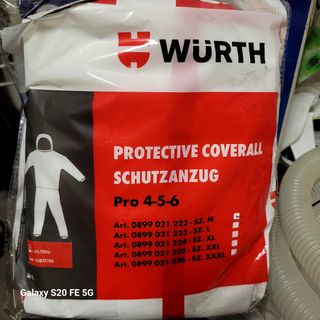 WÜRTH
PROTECTIVE COVERALL
SCHUTZANZUG
Pro 4-5-6
Art. 0899 021 222 - SZ. M
Art. 0899 021 223 - SZ. L
Art. 0899 021 224 - SZ. XL
Art. 0899 021 225 - SZ. XXL
Art. 0899 021 226 - SZ. XXXL
Galaxy S20 FE 5G